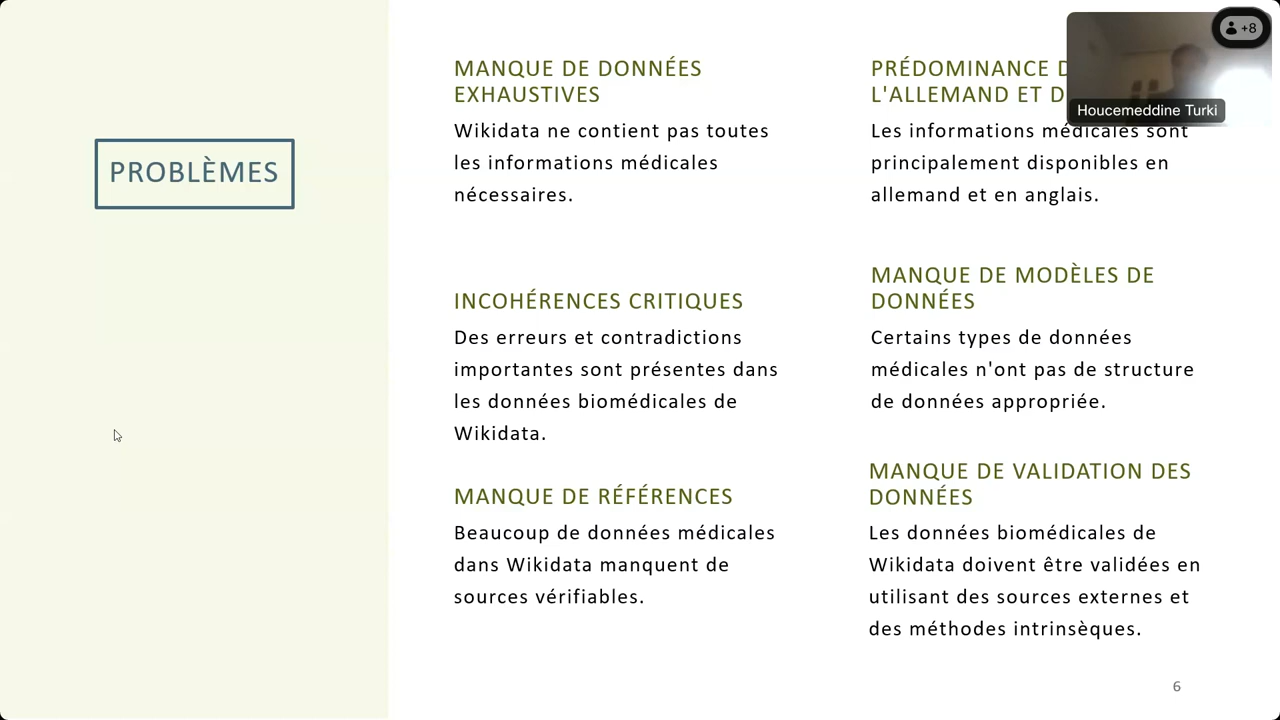 PROBLÈMES
MANQUE DE DONNÉES
EXHAUSTIVES
Wikidata ne contient pas toutes
les informations médicales
nécessaires.
INCOHÉRENCES CRITIQUES
Des erreurs et contradictions
importantes sont présentes dans
les données biomédicales de
Wikidata.
MANQUE DE RÉFÉRENCES
Beaucoup de données médicales
dans Wikidata manquent de
sources vérifiables.
PRÉDOMINANCE
L'ALLEMAND ET
Les informations médicales sont
principalement disponibles en
allemand et en anglais.
MANQUE DE MODÈLES DE
DONNÉES
Certains types de données
médicales n'ont pas de structure
de données appropriée.
MANQUE DE VALIDATION DES
DONNÉES
Les données biomédicales de
Wikidata doivent être validées en
utilisant des sources externes et
des méthodes intrinsèques.
+8
Houcemeddine Turki
6